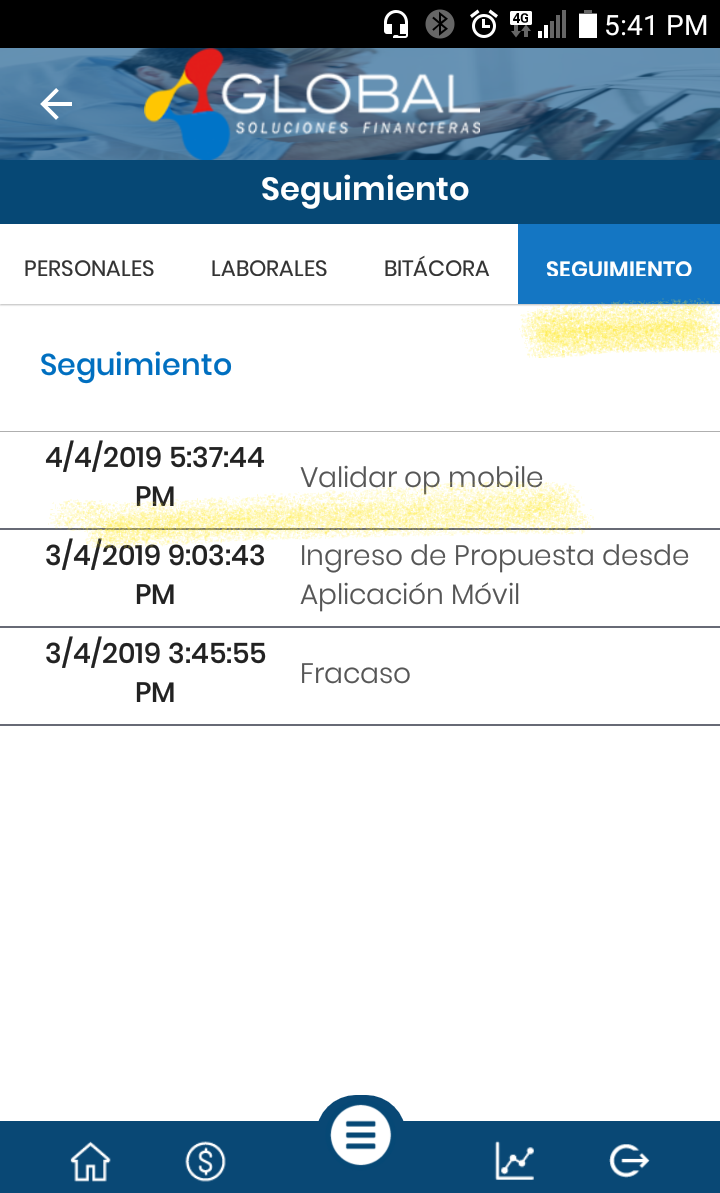 4G 5:41 PM
GLOBAL
SOLUCIONES FINANCIERAS
Seguimiento
PERSONALES LABORALES BITÁCORA SEGUIMIENTO
Seguimiento
4/4/2019 5:37:44
PM
Validar op mobile
3/4/2019 9:03:43
PM
Ingreso de Propuesta desde
Aplicación Móvil
3/4/2019 3:45:55
PM
Fracaso